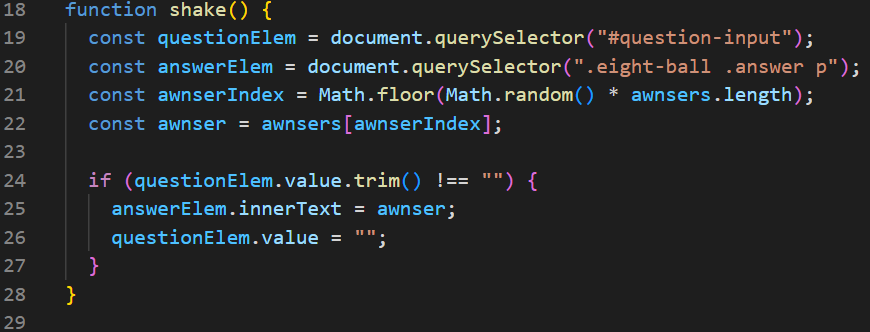 18 function shake() {
19 const questionElem = document.querySelector("#question-input");
20 const answerElem = document.querySelector(".eight-ball .answer p");
21 const awnserIndex = Math.floor(Math.random() * awnsers.length);
22 const awnser = awnsers[awnserIndex];
23
24 if (questionElem.value.trim() !== "") {
25 answerElem.innerText = awnser;
26 questionElem.value = "";
27 }
28 }
29